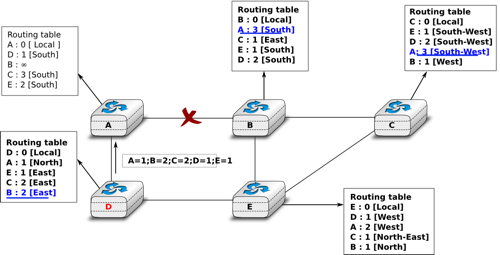 Routing table
A : 0 [ Local ]
D : 1 [South]
B : ∞
C : 3 [South]
E : 2 [South]
Routing table
B : 0 [Local]
A : 3 [South]
C : 1 [East]
E : 1 [South]
D : 2 [South]
Routing table
C : 0 [Local]
E : 1 [South-West]
D : 2 [South-West]
A: 3 [South-West]
B : 1 [West]
A
B
C
Routing table
D : 0 [Local]
A : 1 [North]
E : 1 [East]
C : 2 [East]
B : 2 [East]
A=1;B=2;C=2;D=1;E=1
D
E
Routing table
E : 0 [Local]
D : 1 [West]
A : 2 [West]
C : 1 [North-East]
B : 1 [North]